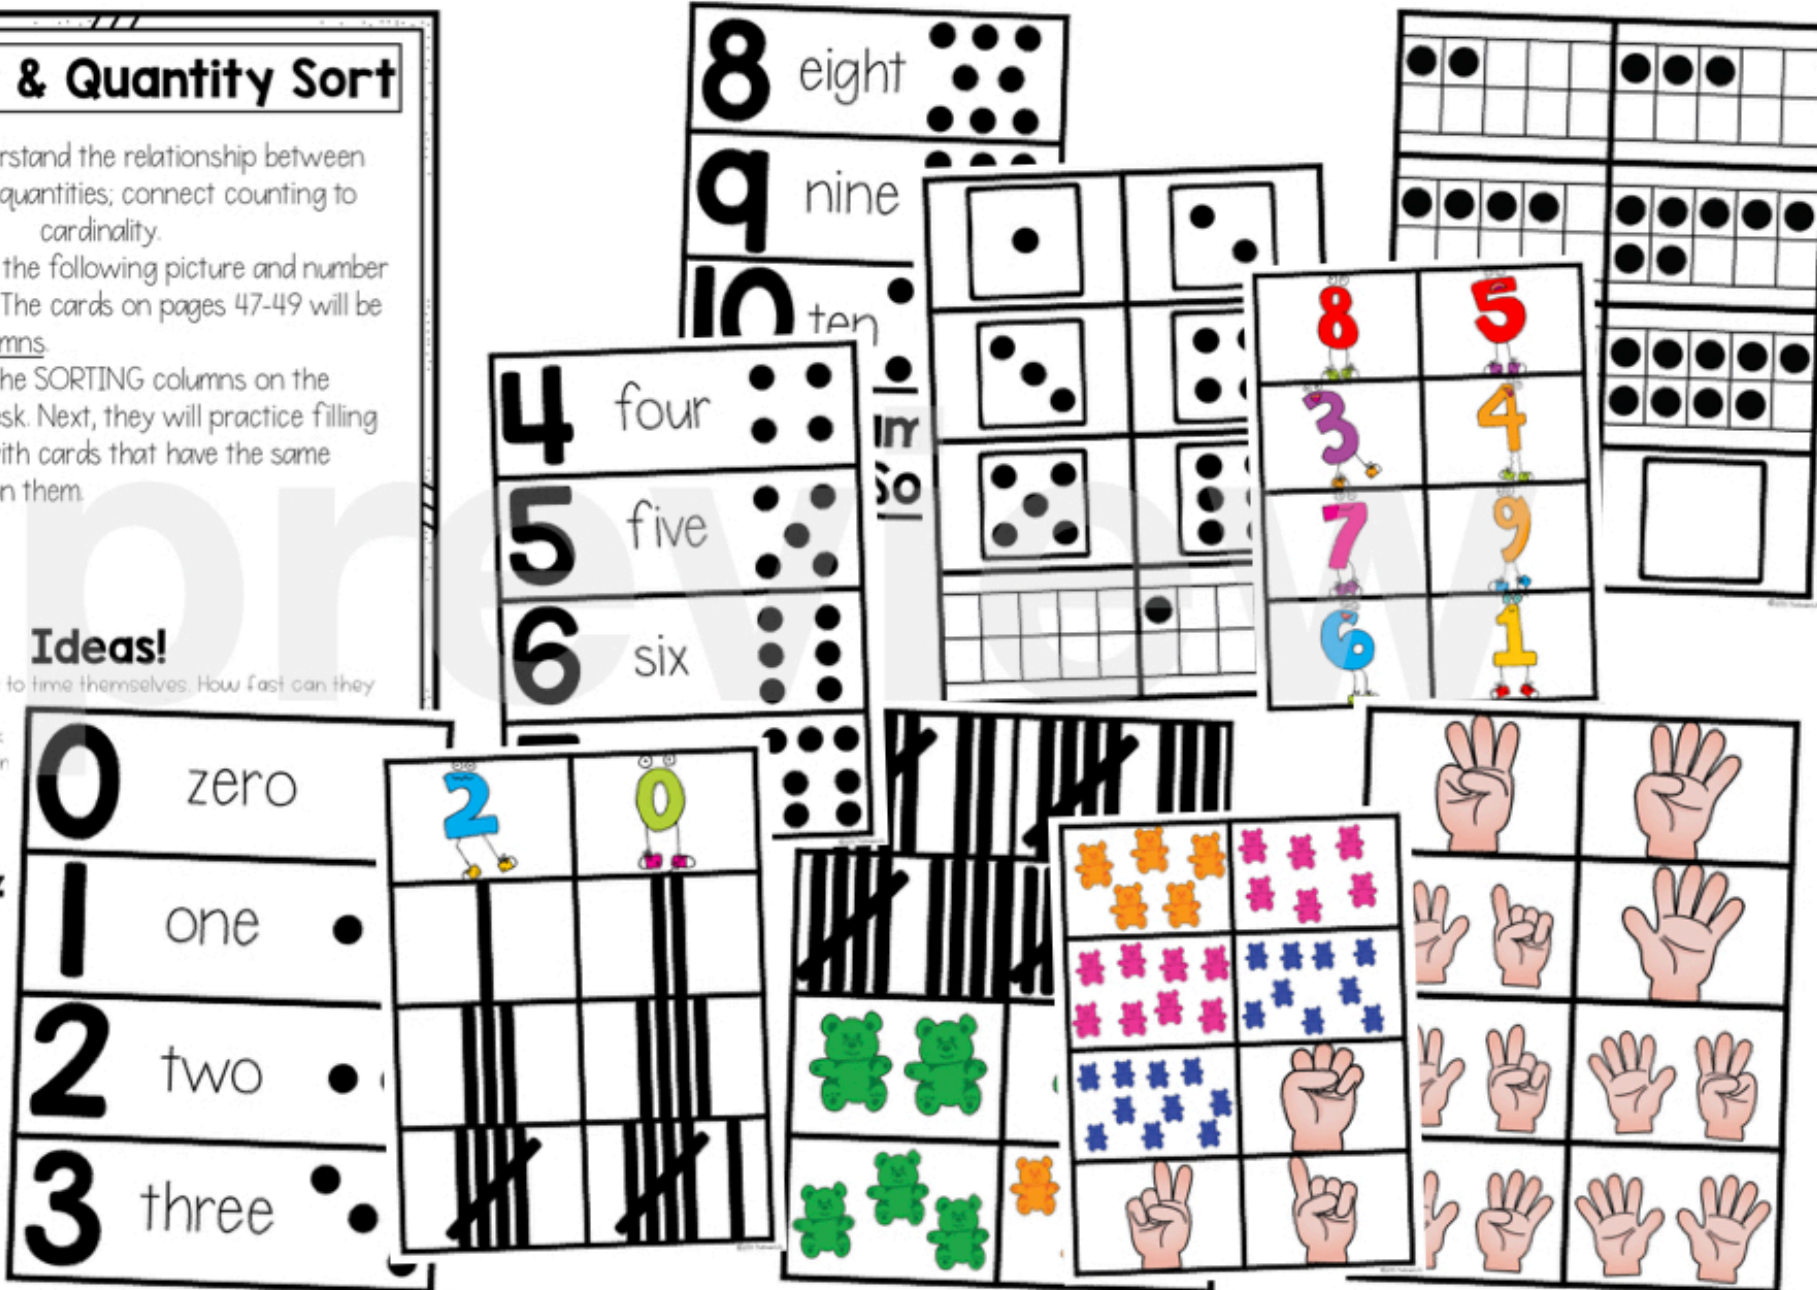 & Quantity Sort
rstand the relationship between
quantities; connect counting to
cardinality.
the following picture and number
The cards on pages 47-49 will be
mns.
he SORTING columns on the
esk. Next, they will practice filling
ith cards that have the same
n them.
Ideas!
to time themselves. How fast can they
8 eight
9 nine
10 ten
4 four
5 five
6 six
um
So
0 zero
1 one
2 two
3 three
2 0
8 5
3 4
7 9
6 1
preview